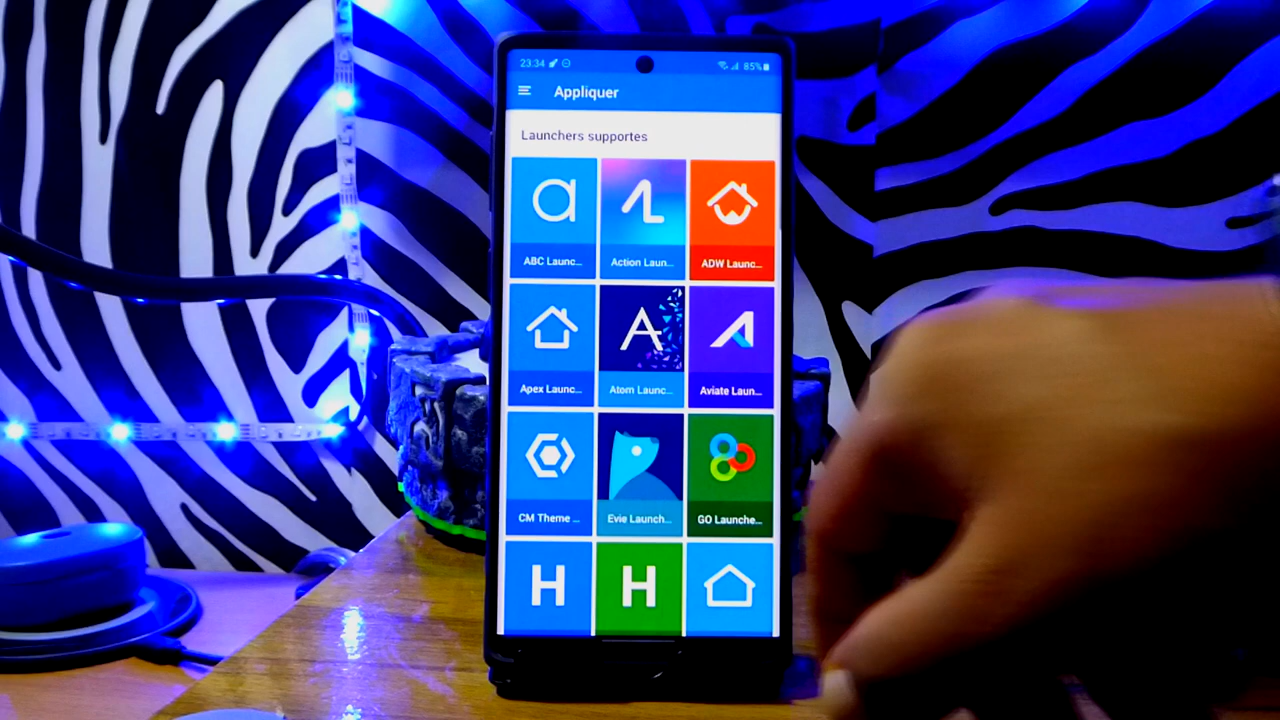 23:34 85%
Appliquer
Launchers supportes
ABC Launc... Action Laun... ADW Launc...
Apex Launc... Atom Launc... Aviate Laun...
CM Theme ... Evie Launch... GO Launche...
H H